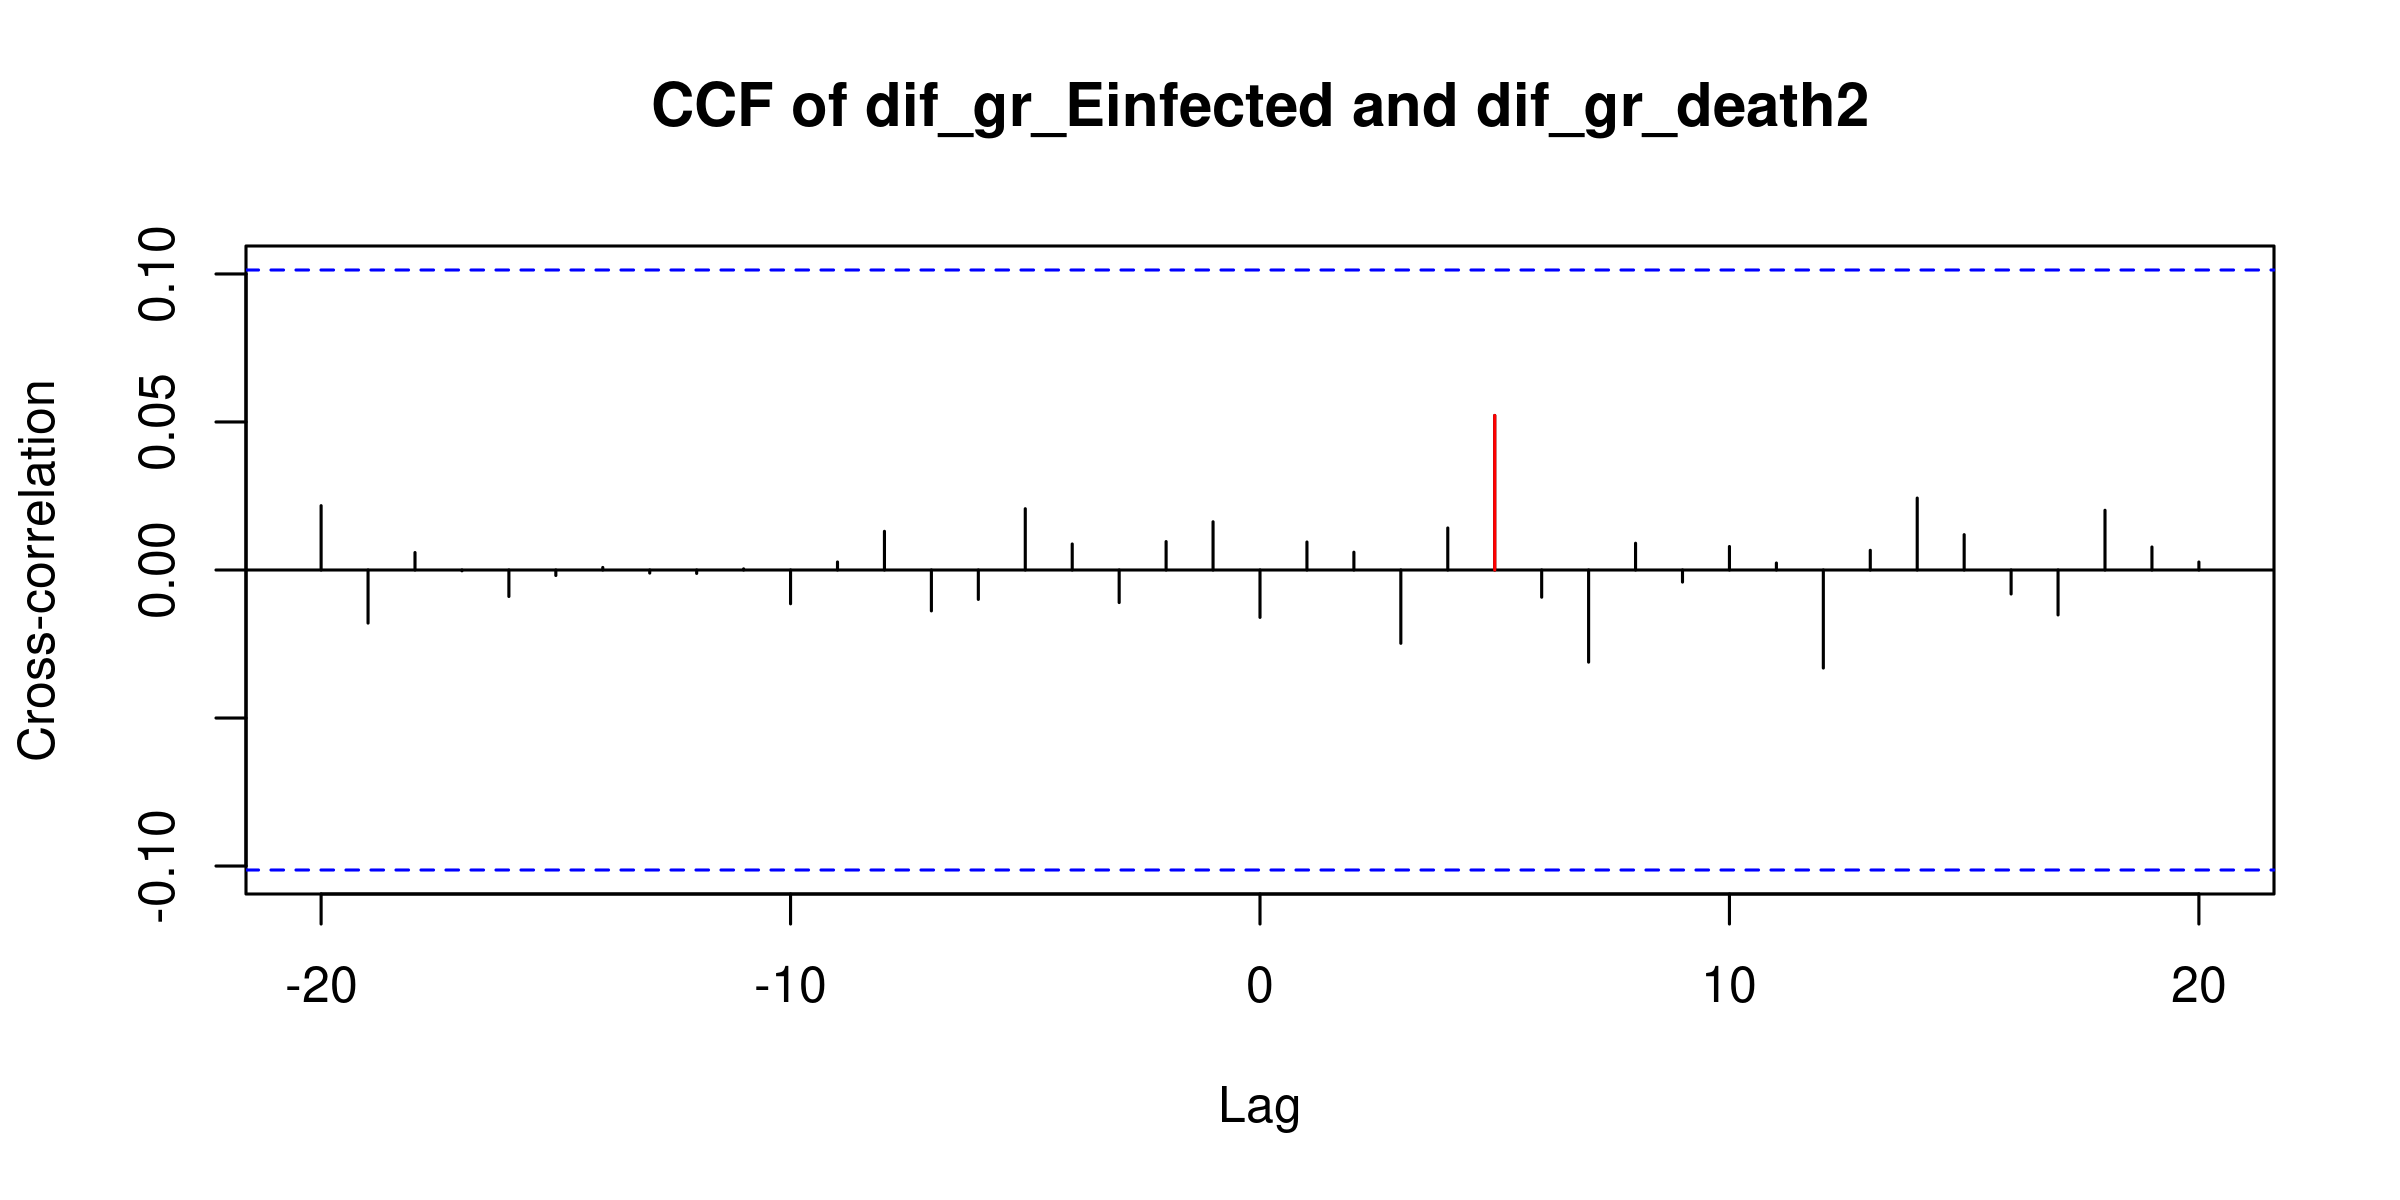 CCF of dif_gr_Einfected and dif_gr_death2
Cross-correlation
0.10
0.05
0.00
-0.10
-20 -10 0 10 20
Lag